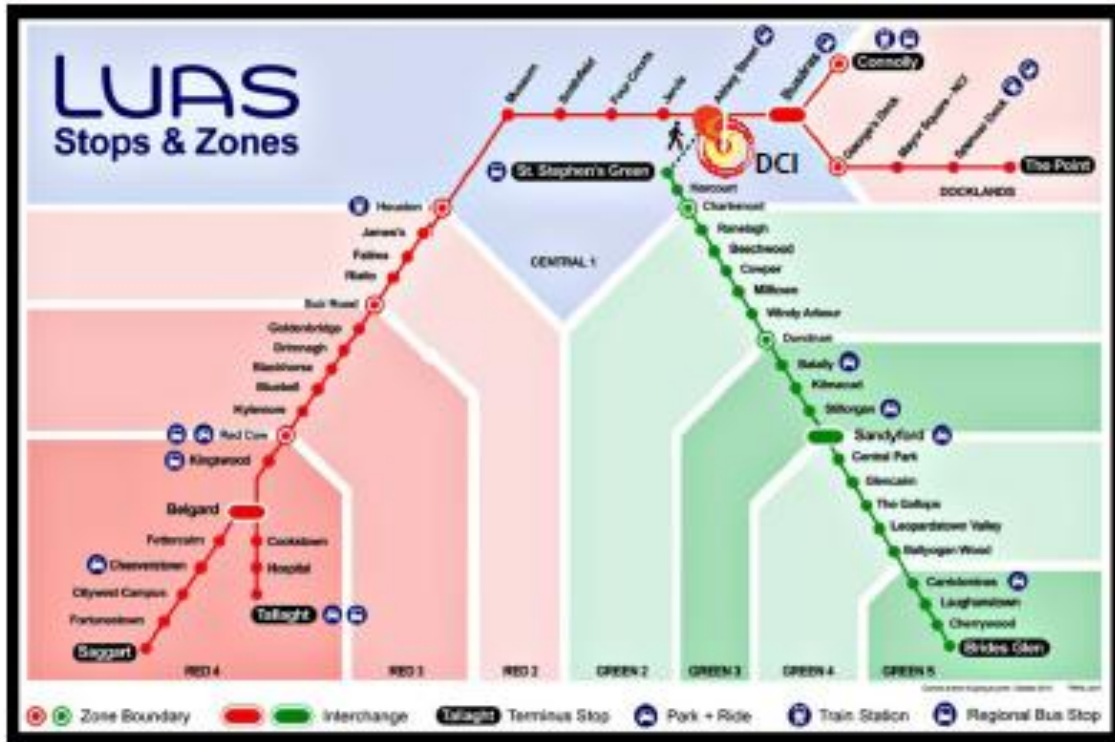 LUAS
Stops & Zones
Museum
Smithfield
Four Courts
Jervis
Abbey Street
Busáras
Connolly
George's Dock
Mayor Square - NCI
Spencer Dock
The Point
DOCKLANDS
DCI
St. Stephen's Green
Harcourt
Charlemont
Ranelagh
Beechwood
Cowper
Milltown
Windy Arbour
Dundrum
Balally
Kilmacud
Stillorgan
Sandyford
Central Park
Glencairn
The Gallops
Leopardstown Valley
Ballyogan Wood
Carrickmines
Laughanstown
Cherrywood
Brides Glen
CENTRAL 1
Heuston
James's
Fatima
Rialto
Suir Road
Goldenbridge
Drimnagh
Blackhorse
Bluebell
Kylemore
Red Cow
Kingswood
Belgard
Fettercairn
Cheeverstown
Citywest Campus
Fortunestown
Saggart
Cookstown
Hospital
Tallaght
RED 4
RED 3
RED 2
GREEN 2
GREEN 3
GREEN 4
GREEN 5
Zone Boundary
Interchange
Tallaght Terminus Stop
Park + Ride
Train Station
Regional Bus Stop